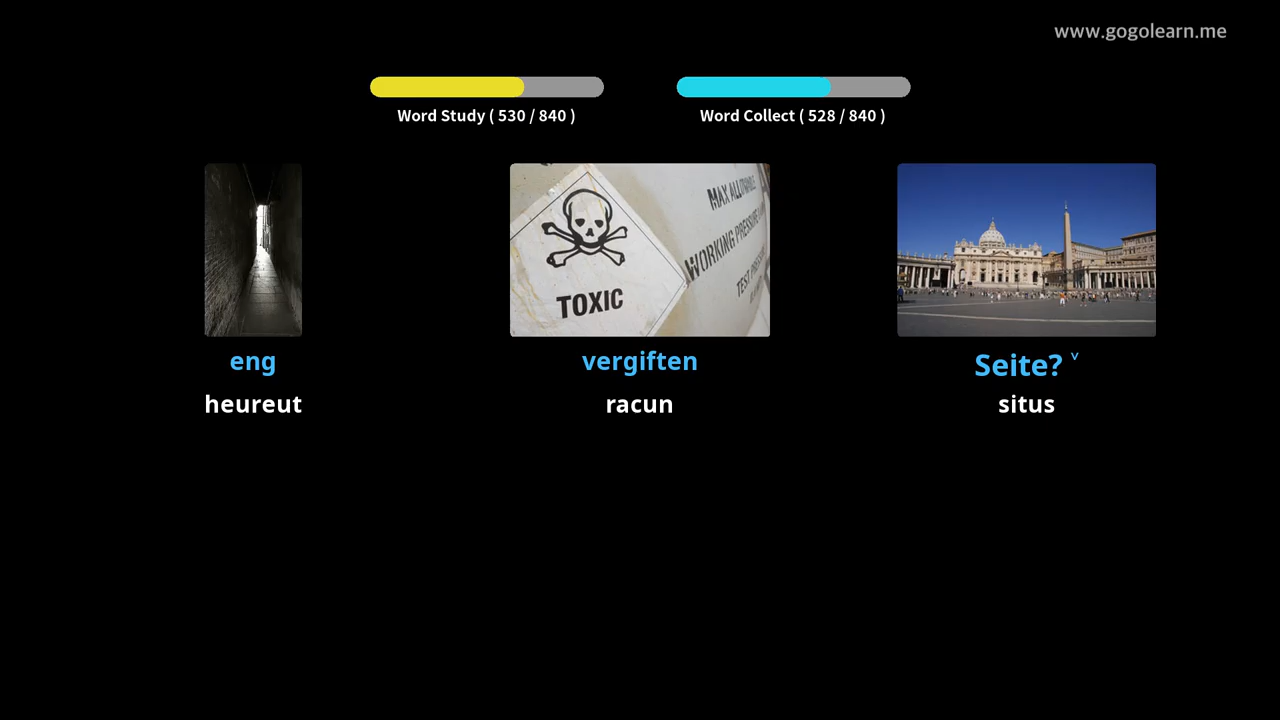 www.gogolearn.me
Word Study ( 530 / 840 )
Word Collect ( 528 / 840 )
TOXIC
MAX ALLOWABLE
WORKING PRESSURE
TEST PRESSURE
eng
vergiften
Seite? v
heureut
racun
situs